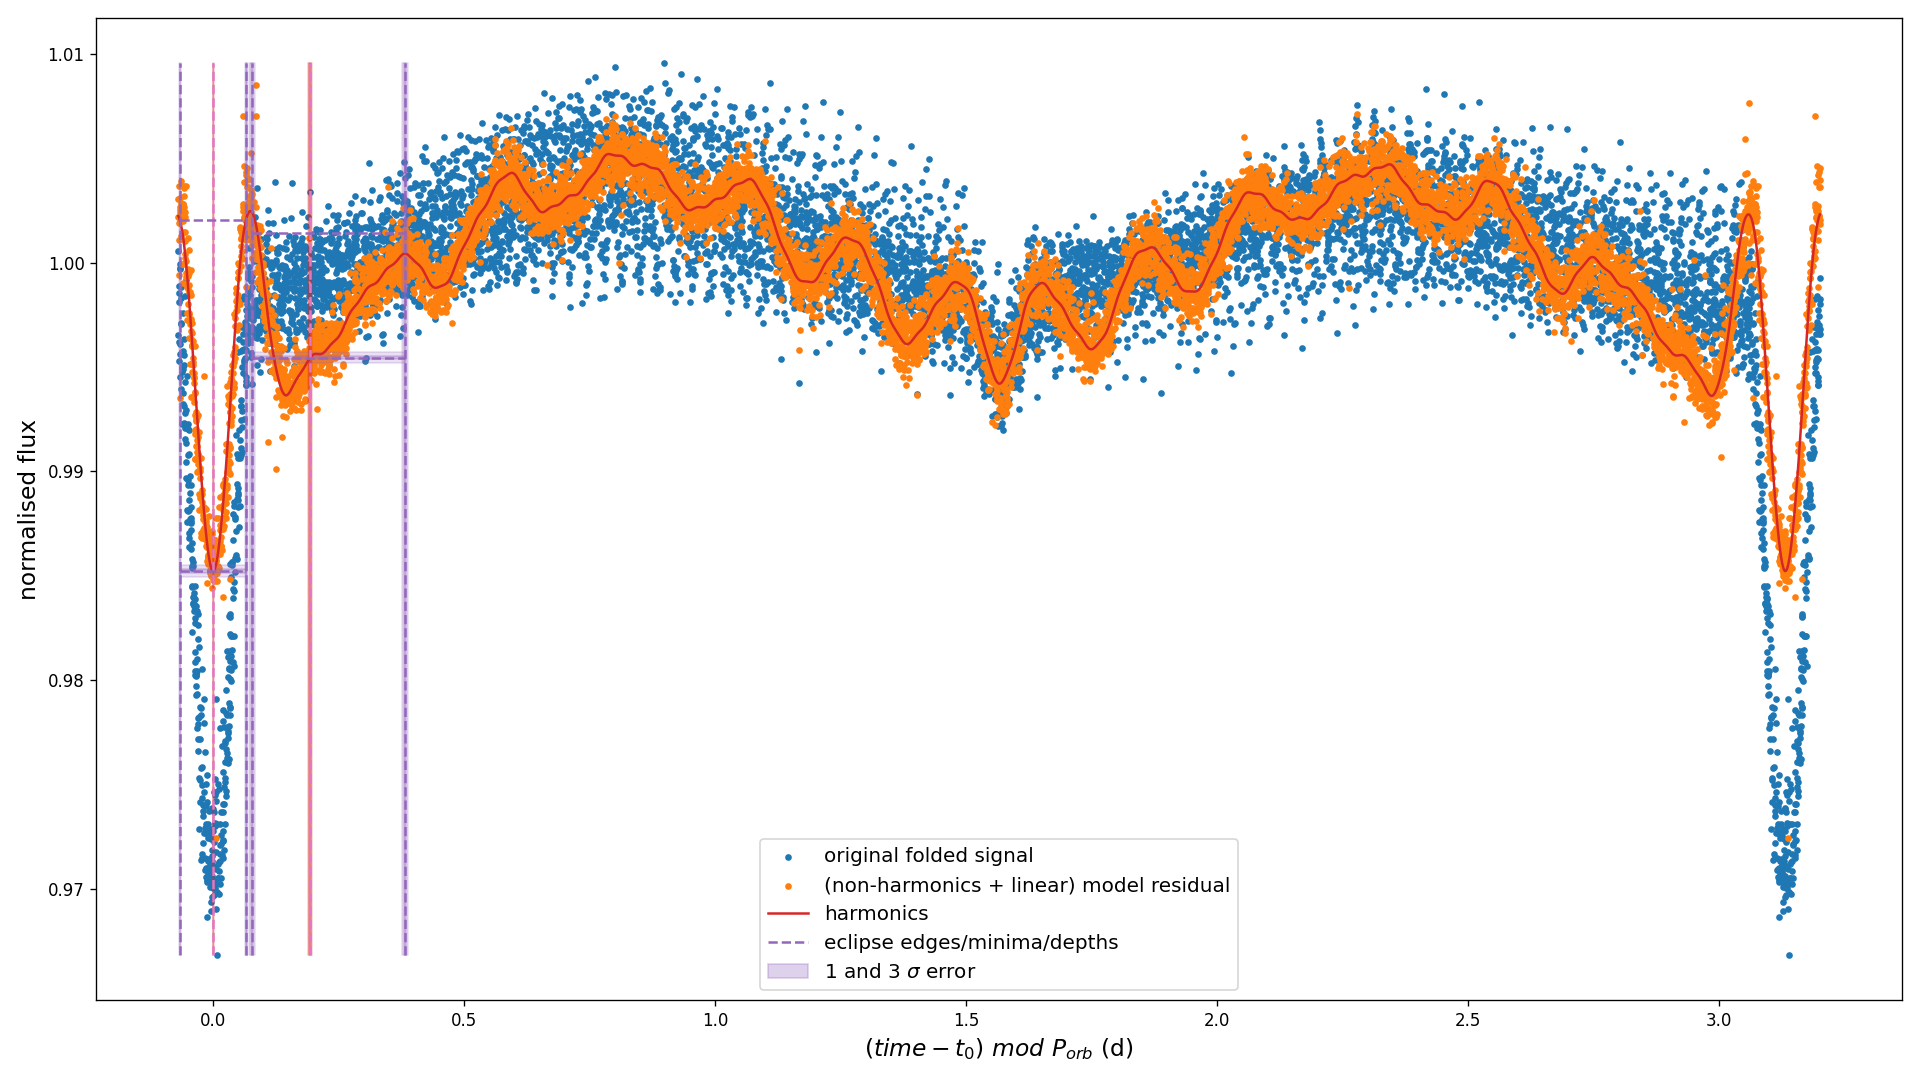 1.01
1.00
0.99
0.98
0.97
normalised flux
original folded signal
(non-harmonics + linear) model residual
harmonics
eclipse edges/minima/depths
1 and 3 σ error
0.0 0.5 1.0 1.5 2.0 2.5 3.0
(time − t₀) mod P_orb (d)